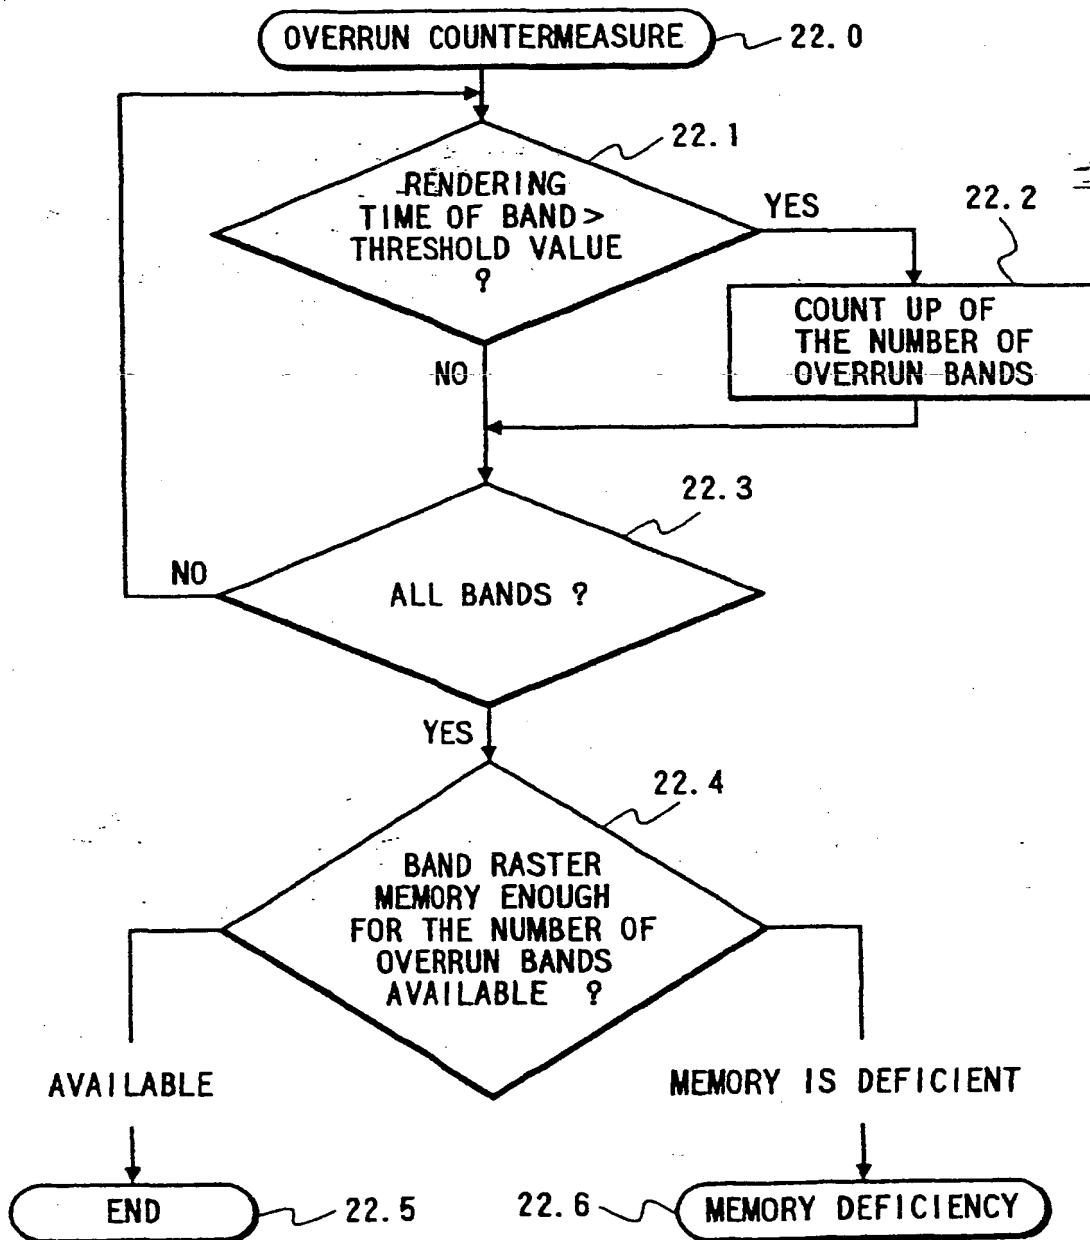 OVERRUN COUNTERMEASURE
22.0
22.1
RENDERING
TIME OF BAND >
THRESHOLD VALUE
?
YES
22.2
COUNT UP OF
THE NUMBER OF
OVERRUN BANDS
NO
22.3
ALL BANDS ?
NO
YES
22.4
BAND RASTER
MEMORY ENOUGH
FOR THE NUMBER OF
OVERRUN BANDS
AVAILABLE ?
AVAILABLE
MEMORY IS DEFICIENT
END
22.5
22.6
MEMORY DEFICIENCY